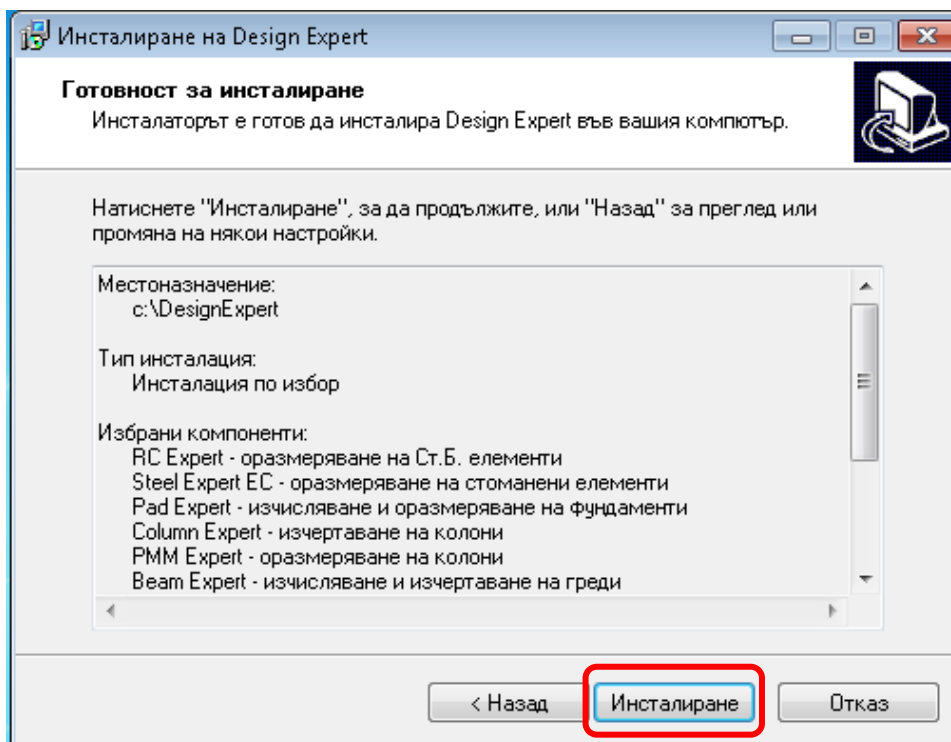 Инсталиране на Design Expert
Готовност за инсталиране
Инсталаторът е готов да инсталира Design Expert във вашия компютър.
Натиснете "Инсталиране", за да продължите, или "Назад" за преглед или
промяна на някои настройки.
Местоназначение:
c:\DesignExpert
Тип инсталация:
Инсталация по избор
Избрани компоненти:
RC Expert - оразмеряване на Ст.Б. елементи
Steel Expert EC - оразмеряване на стоманени елементи
Pad Expert - изчисляване и оразмеряване на фундаменти
Column Expert - изчертаване на колони
PMM Expert - оразмеряване на колони
Beam Expert - изчисляване и изчертаване на греди
< Назад Инсталиране Отказ